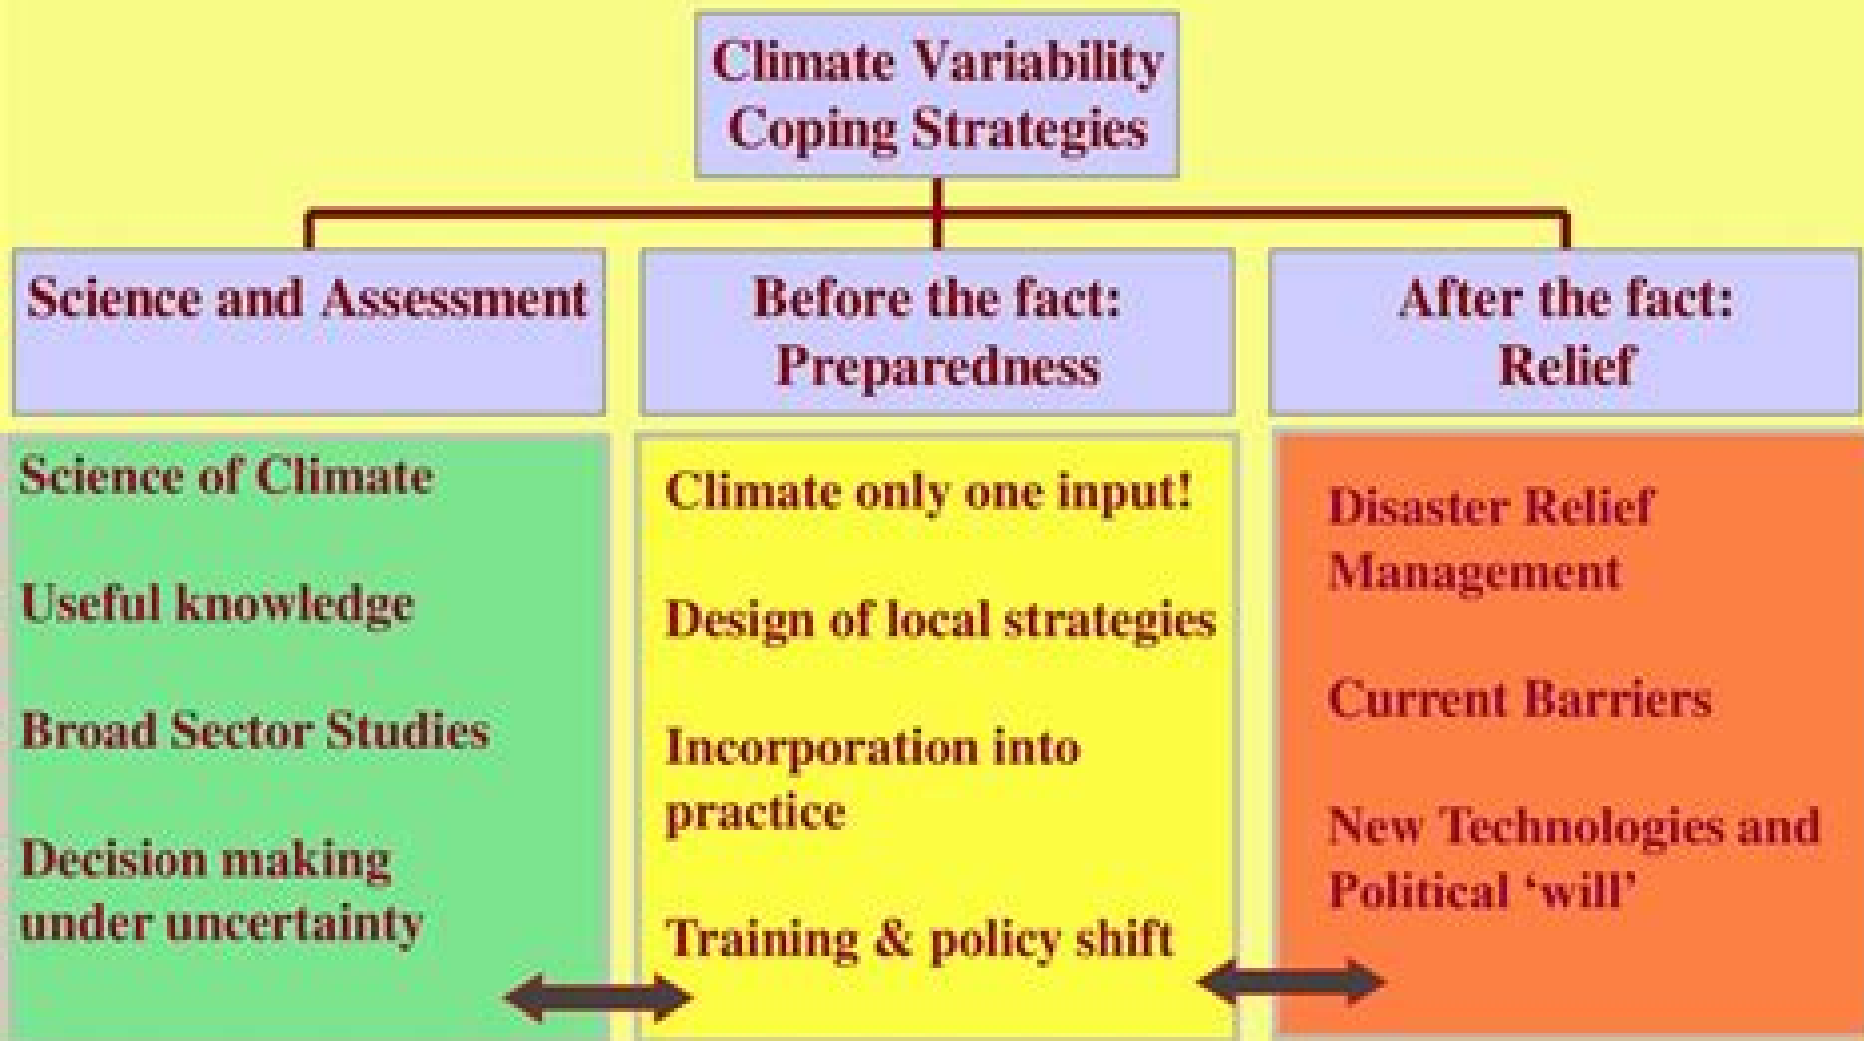 Climate Variability
Coping Strategies
Science and Assessment
Before the fact:
Preparedness
After the fact:
Relief
Science of Climate
Useful knowledge
Broad Sector Studies
Decision making
under uncertainty
Climate only one input!
Design of local strategies
Incorporation into
practice
Training & policy shift
Disaster Relief
Management
Current Barriers
New Technologies and
Political ‘will’